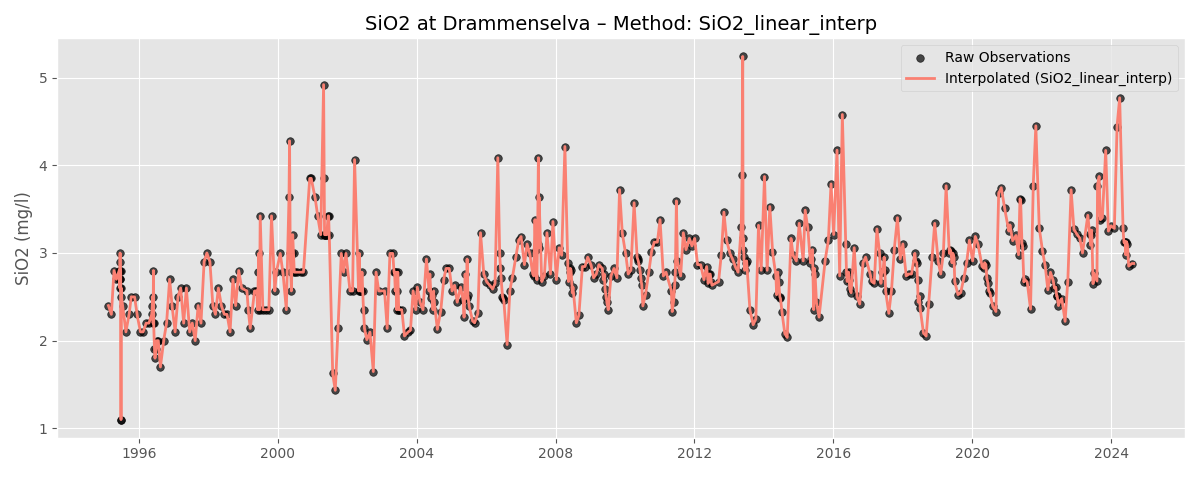 SiO2 at Drammenselva – Method: SiO2_linear_interp
Raw Observations
Interpolated (SiO2_linear_interp)
SiO2 (mg/l)
5
4
3
2
1
1996 2000 2004 2008 2012 2016 2020 2024